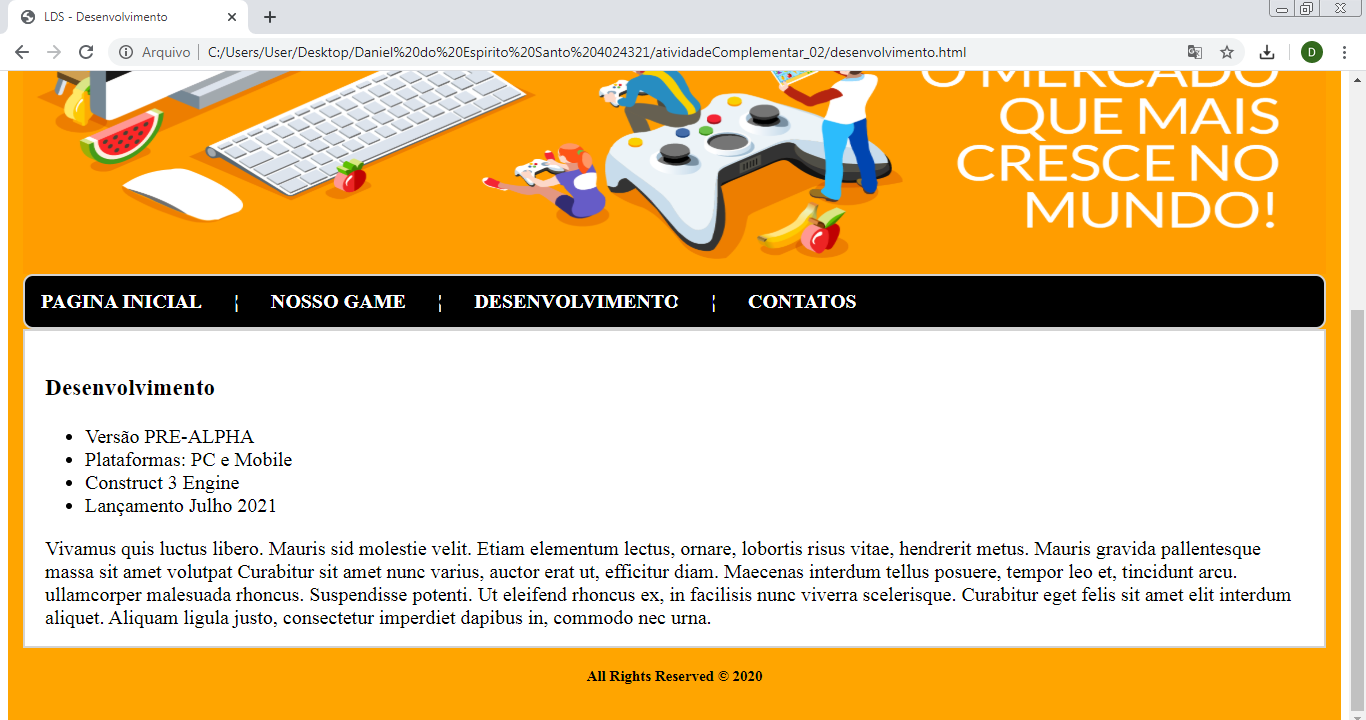 LDS - Desenvolvimento
Arquivo | C:/Users/User/Desktop/Daniel%20do%20Espirito%20Santo%204024321/atividadeComplementar_02/desenvolvimento.html
D
O MERCADO
QUE MAIS
CRESCE NO
MUNDO!
PAGINA INICIAL ¦ NOSSO GAME ¦ DESENVOLVIMENTO ¦ CONTATOS
Desenvolvimento
• Versão PRE-ALPHA
• Plataformas: PC e Mobile
• Construct 3 Engine
• Lançamento Julho 2021
Vivamus quis luctus libero. Mauris sid molestie velit. Etiam elementum lectus, ornare, lobortis risus vitae, hendrerit metus. Mauris gravida pallentesque
massa sit amet volutpat Curabitur sit amet nunc varius, auctor erat ut, efficitur diam. Maecenas interdum tellus posuere, tempor leo et, tincidunt arcu.
ullamcorper malesuada rhoncus. Suspendisse potenti. Ut eleifend rhoncus ex, in facilisis nunc viverra scelerisque. Curabitur eget felis sit amet elit interdum
aliquet. Aliquam ligula justo, consectetur imperdiet dapibus in, commodo nec urna.
All Rights Reserved © 2020